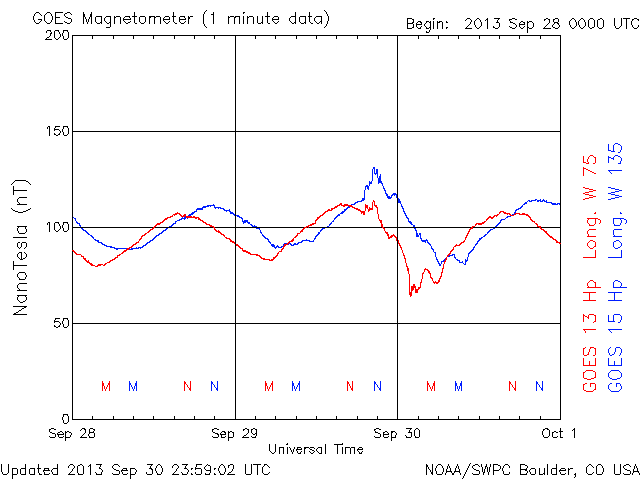 GOES Magnetometer (1 minute data)
Begin: 2013 Sep 28 0000 UTC
200
150
100
50
0
NanoTesla (nT)
M M N N M M N N M M N N
Sep 28 Sep 29 Sep 30 Oct 1
Universal Time
GOES 13 Hp Long. W 75
GOES 15 Hp Long. W 135
Updated 2013 Sep 30 23:59:02 UTC
NOAA/SWPC Boulder, CO USA